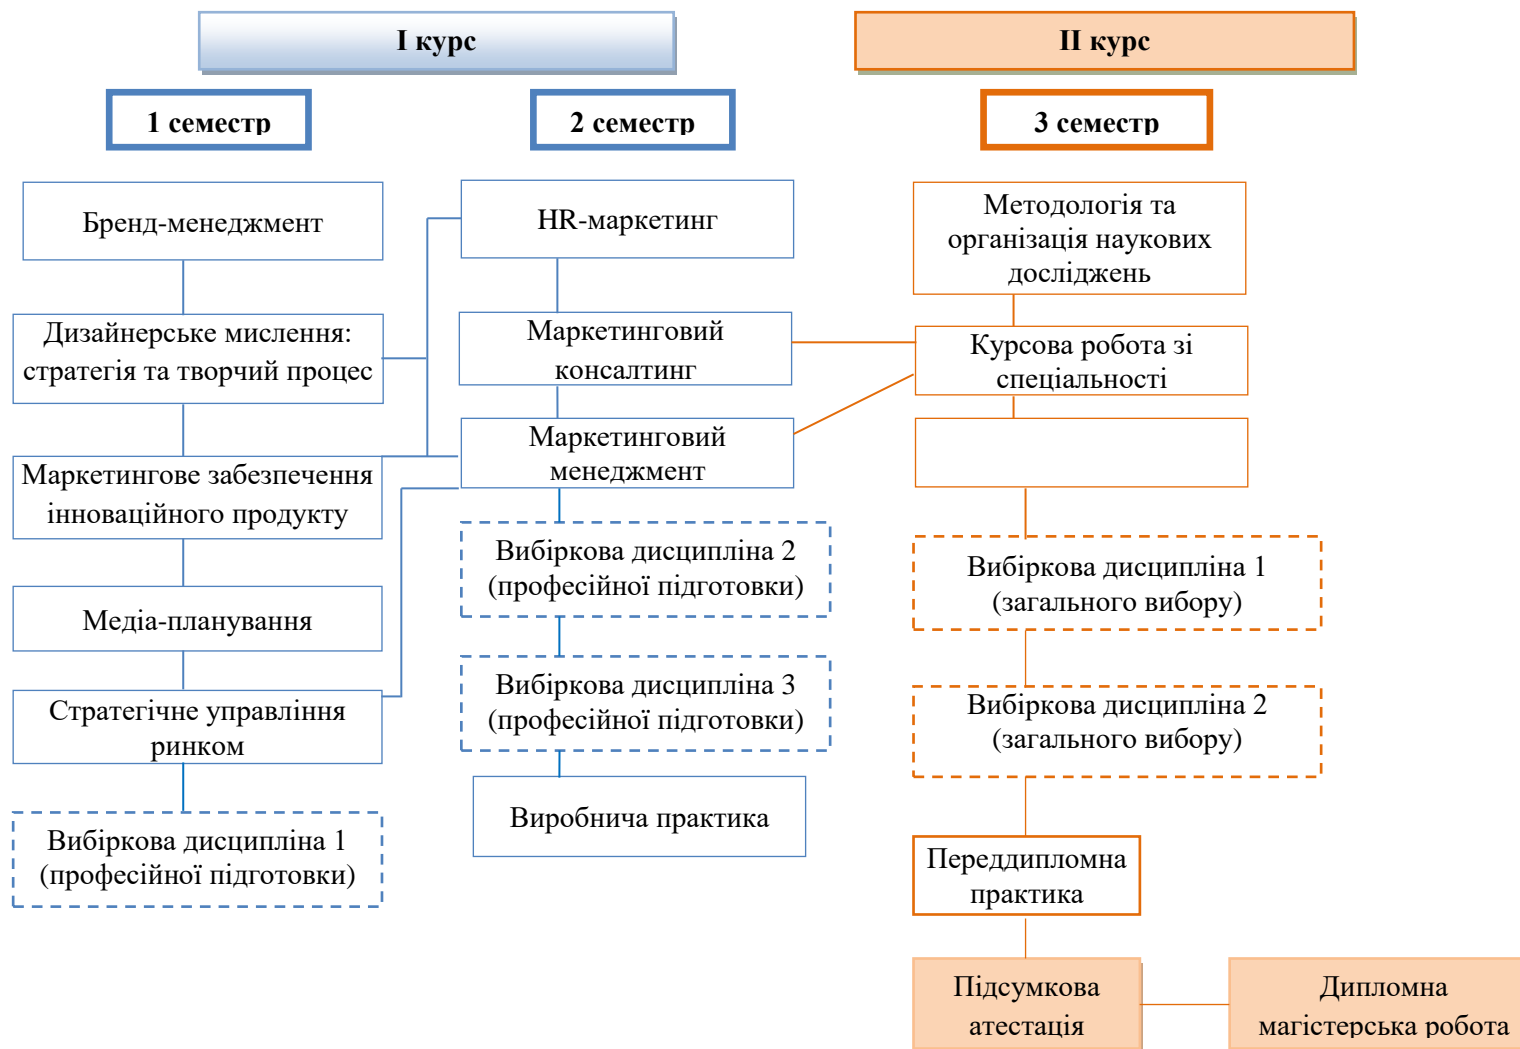 І курс
ІІ курс
1 семестр
2 семестр
3 семестр
Бренд-менеджмент
Дизайнерське мислення:
стратегія та творчий процес
Маркетингове забезпечення
інноваційного продукту
Медіа-планування
Стратегічне управління
ринком
Вибіркова дисципліна 1
(професійної підготовки)
HR-маркетинг
Маркетинговий
консалтинг
Маркетинговий
менеджмент
Вибіркова дисципліна 2
(професійної підготовки)
Вибіркова дисципліна 3
(професійної підготовки)
Виробнича практика
Методологія та
організація наукових
досліджень
Курсова робота зі
спеціальності
Вибіркова дисципліна 1
(загального вибору)
Вибіркова дисципліна 2
(загального вибору)
Переддипломна
практика
Підсумкова
атестація
Дипломна
магістерська робота